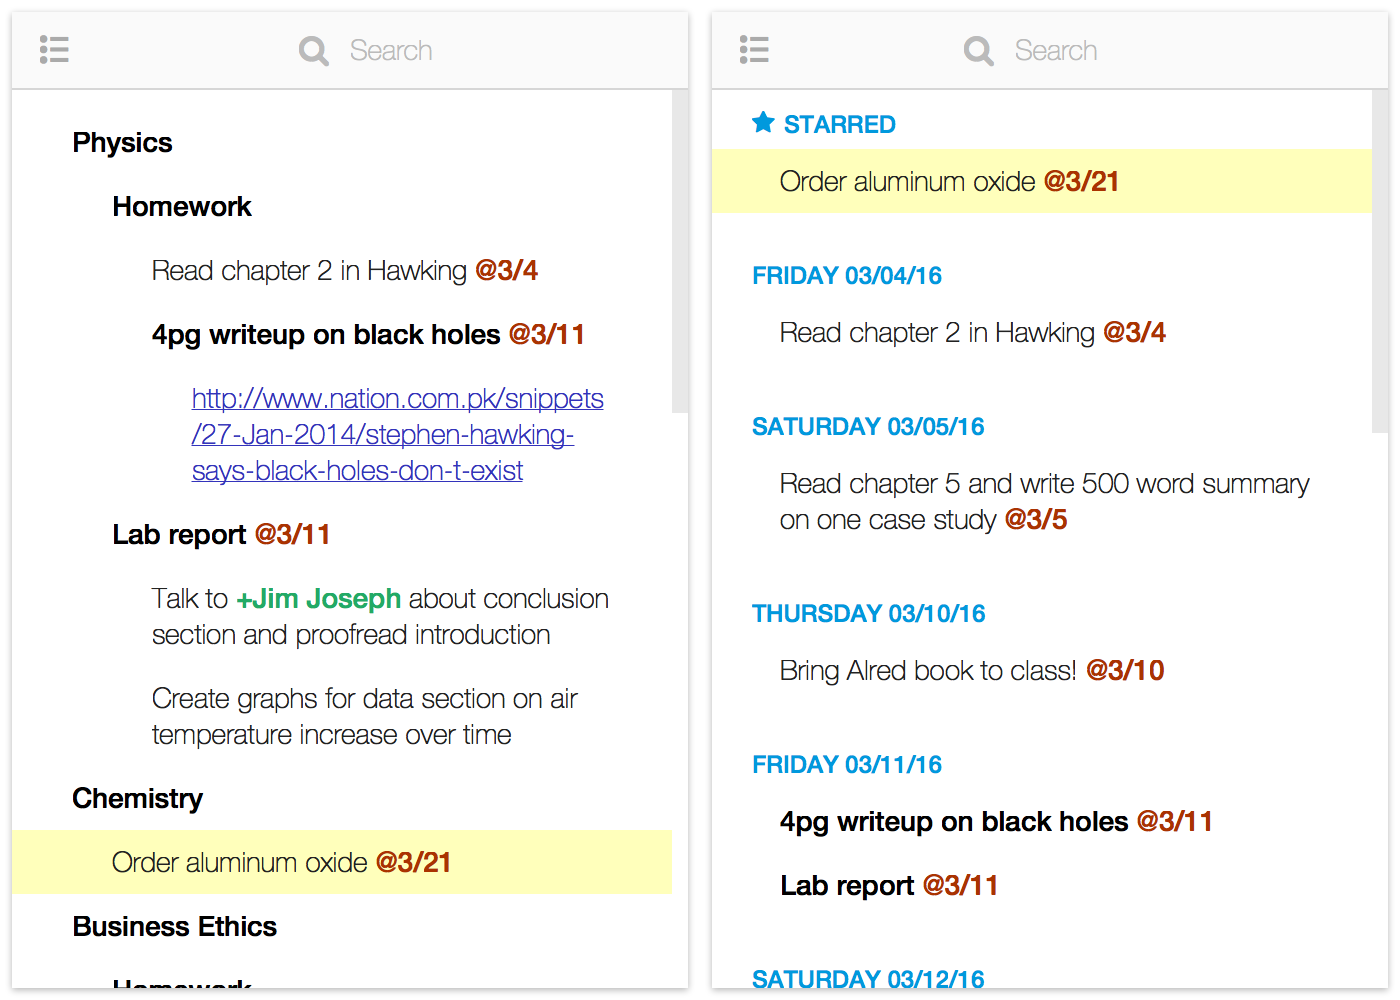 Search
Physics
Homework
Read chapter 2 in Hawking @3/4
4pg writeup on black holes @3/11
http://www.nation.com.pk/snippets
/27-Jan-2014/stephen-hawking-
says-black-holes-don-t-exist
Lab report @3/11
Talk to +Jim Joseph about conclusion
section and proofread introduction
Create graphs for data section on air
temperature increase over time
Chemistry
Order aluminum oxide @3/21
Business Ethics
Homework
Search
STARRED
Order aluminum oxide @3/21
FRIDAY 03/04/16
Read chapter 2 in Hawking @3/4
SATURDAY 03/05/16
Read chapter 5 and write 500 word summary
on one case study @3/5
THURSDAY 03/10/16
Bring Alred book to class! @3/10
FRIDAY 03/11/16
4pg writeup on black holes @3/11
Lab report @3/11
SATURDAY 03/12/16